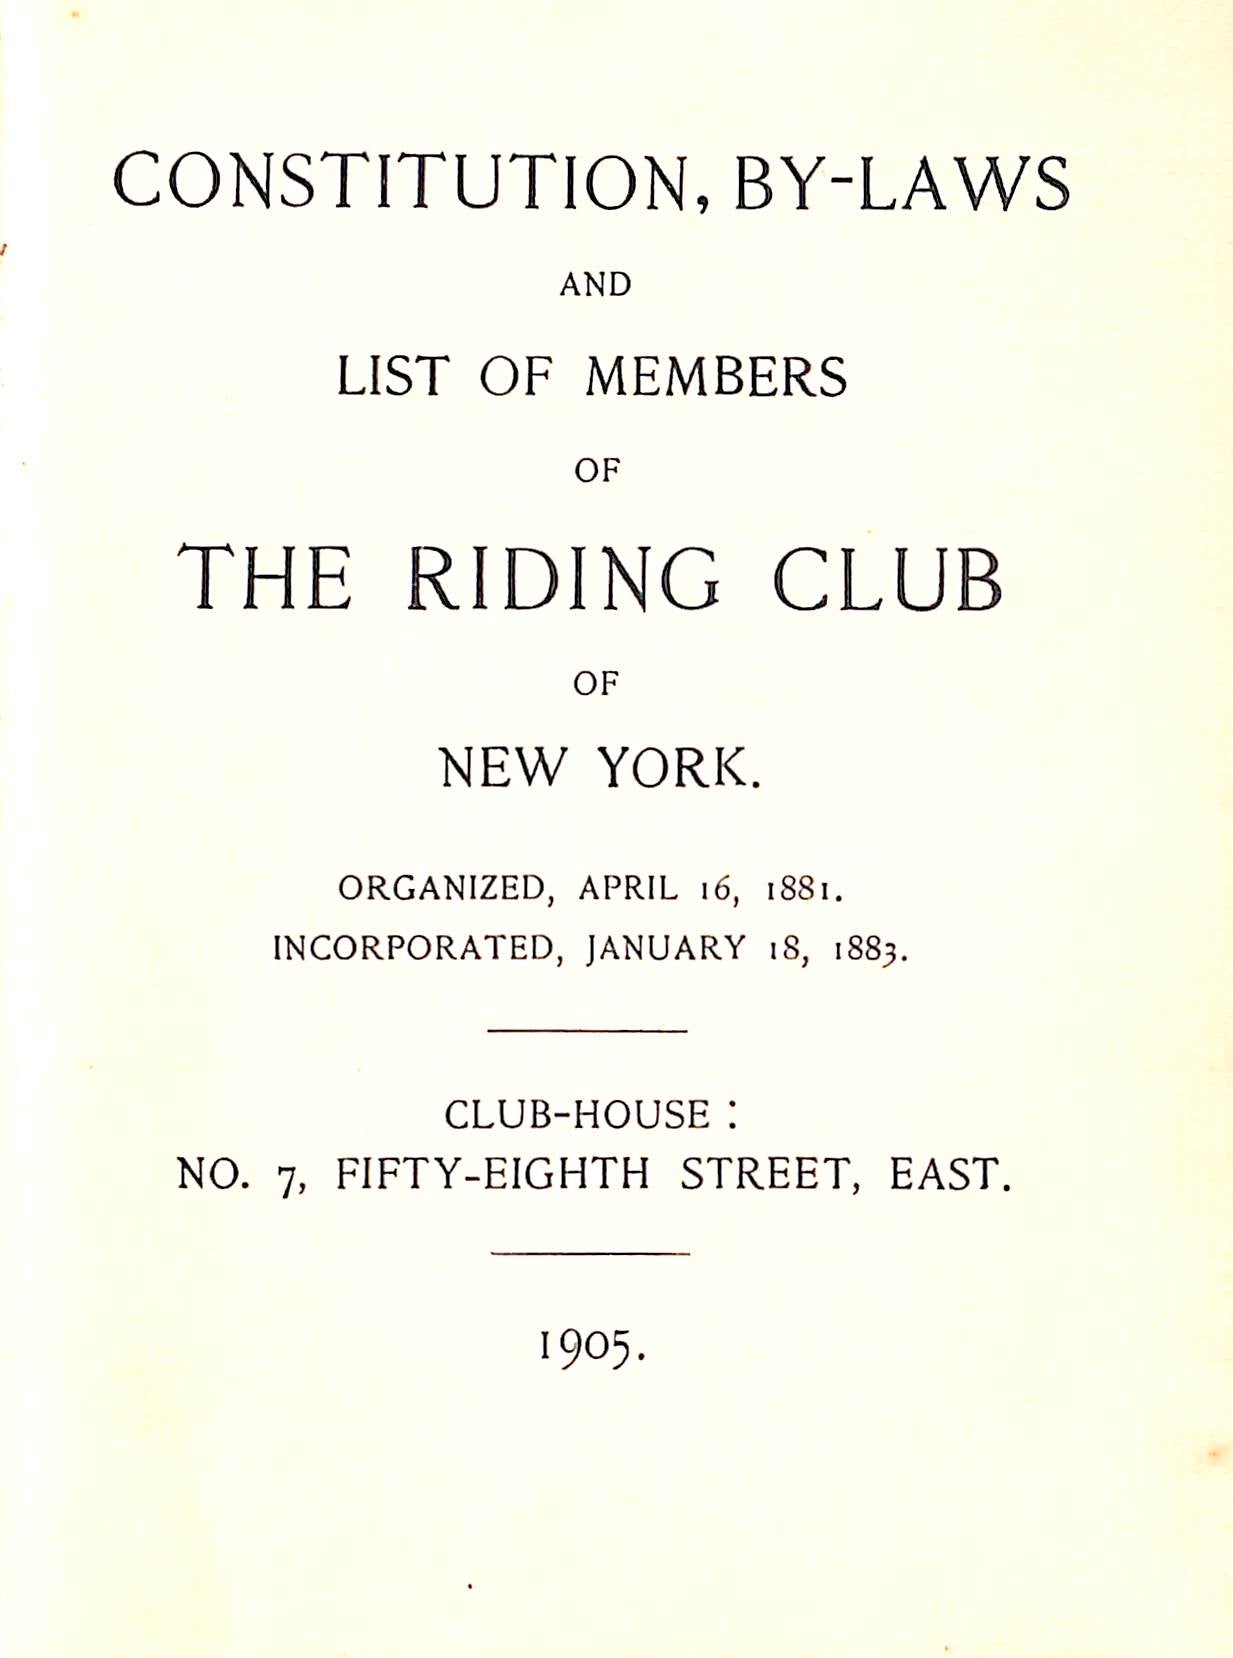 CONSTITUTION, BY-LAWS
AND
LIST OF MEMBERS
OF
THE RIDING CLUB
OF
NEW YORK.
ORGANIZED, APRIL 16, 1881.
INCORPORATED, JANUARY 18, 1883.
CLUB-HOUSE :
NO. 7, FIFTY-EIGHTH STREET, EAST.
1905.